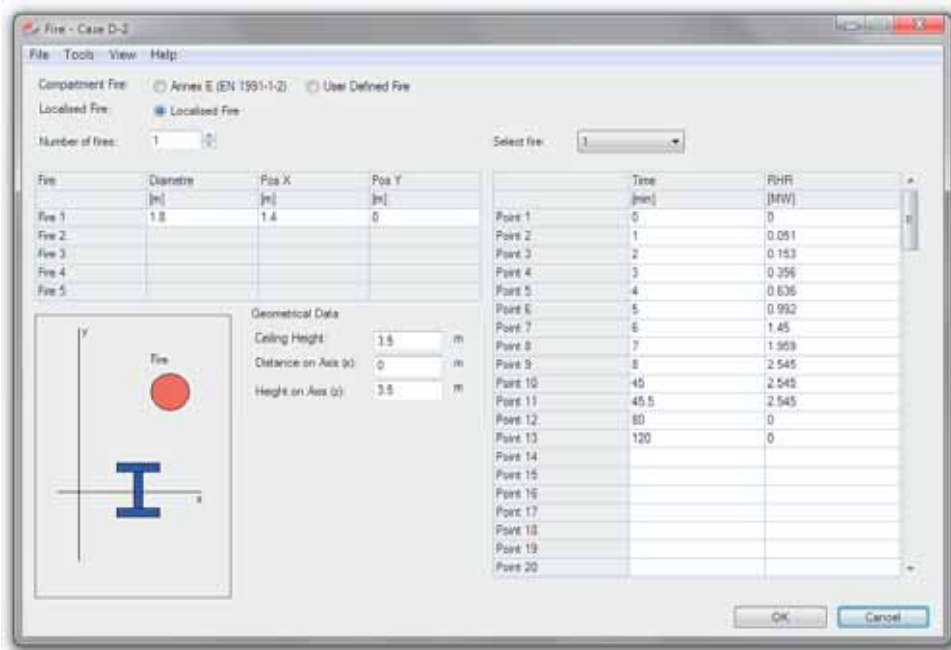 Fire - Case D-2
File Tools View Help
Compartment Fire: Annex E (EN 1991-1-2) User Defined Fire
Localised Fire: Localised Fire
Number of fires: 1 Select fire: 1
Fire Diametre Pos X Pos Y
[m] [m] [m]
Fire 1 1.8 1.4 0
Fire 2
Fire 3
Fire 4
Fire 5
Geometrical Data
Ceiling Height: 3.5 m
Distance on Axis (x): 0 m
Height on Axis (z): 3.5 m
y
Fire
x
Time RHR
[min] [MW]
Point 1 0 0
Point 2 1 0.051
Point 3 2 0.153
Point 4 3 0.356
Point 5 4 0.636
Point 6 5 0.992
Point 7 6 1.45
Point 8 7 1.959
Point 9 8 2.545
Point 10 45 2.545
Point 11 45.5 2.545
Point 12 80 0
Point 13 120 0
Point 14
Point 15
Point 16
Point 17
Point 18
Point 19
Point 20
OK Cancel